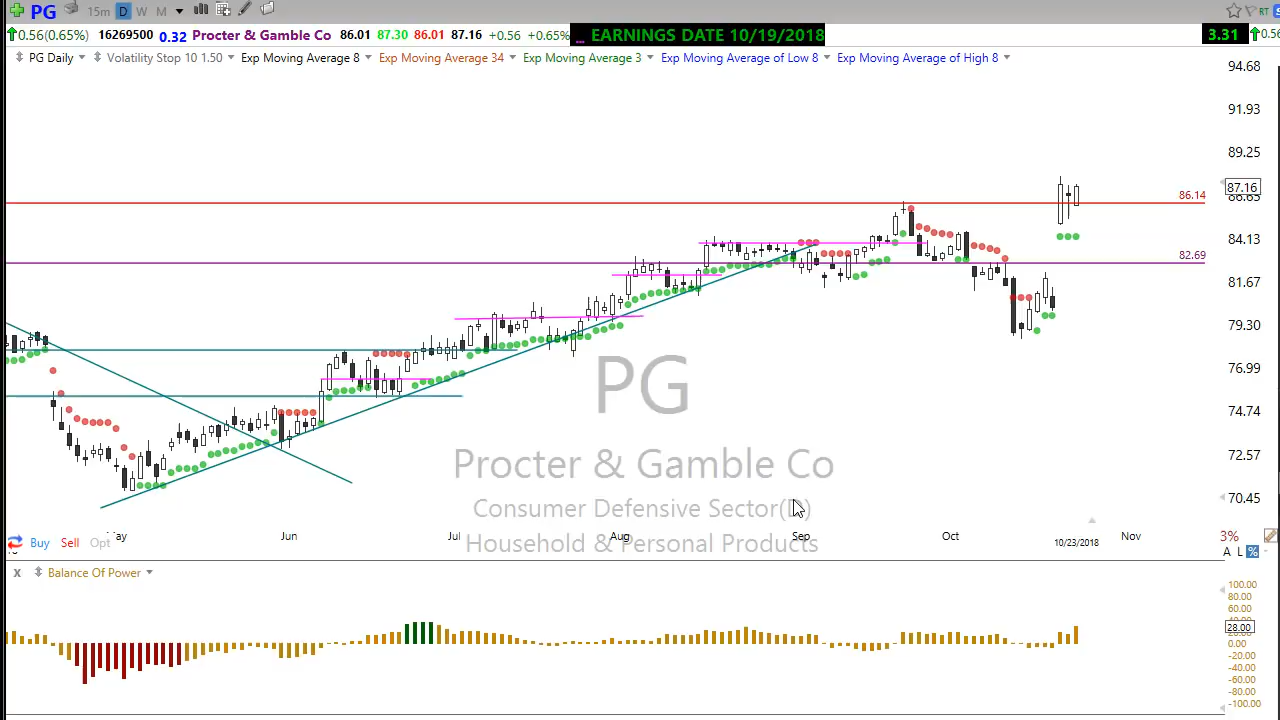 PG 15m D W M RT
0.56(0.65%) 16209500 0.32 Procter & Gamble Co 86.01 87.30 86.01 87.16 +0.56 +0.65% ... EARNINGS DATE 10/19/2018 3.31 0.56
PG Daily Volatility Stop 10 1.50 Exp Moving Average 8 Exp Moving Average 34 Exp Moving Average 3 Exp Moving Average of Low 8 Exp Moving Average of High 8
94.68
91.93
89.25
87.16
86.14
86.65
84.13
82.69
81.67
79.30
PG
76.99
74.74
Procter & Gamble Co
72.57
70.45
Consumer Defensive Sector(D)
Jun Jul Aug Sep Oct 10/23/2018 Nov 3%
Buy Sell Opt Household & Personal Products A L %
X Balance Of Power
100.00
80.00
60.00
28.00
0.00
-20.00
-40.00
-60.00
-80.00
-100.00